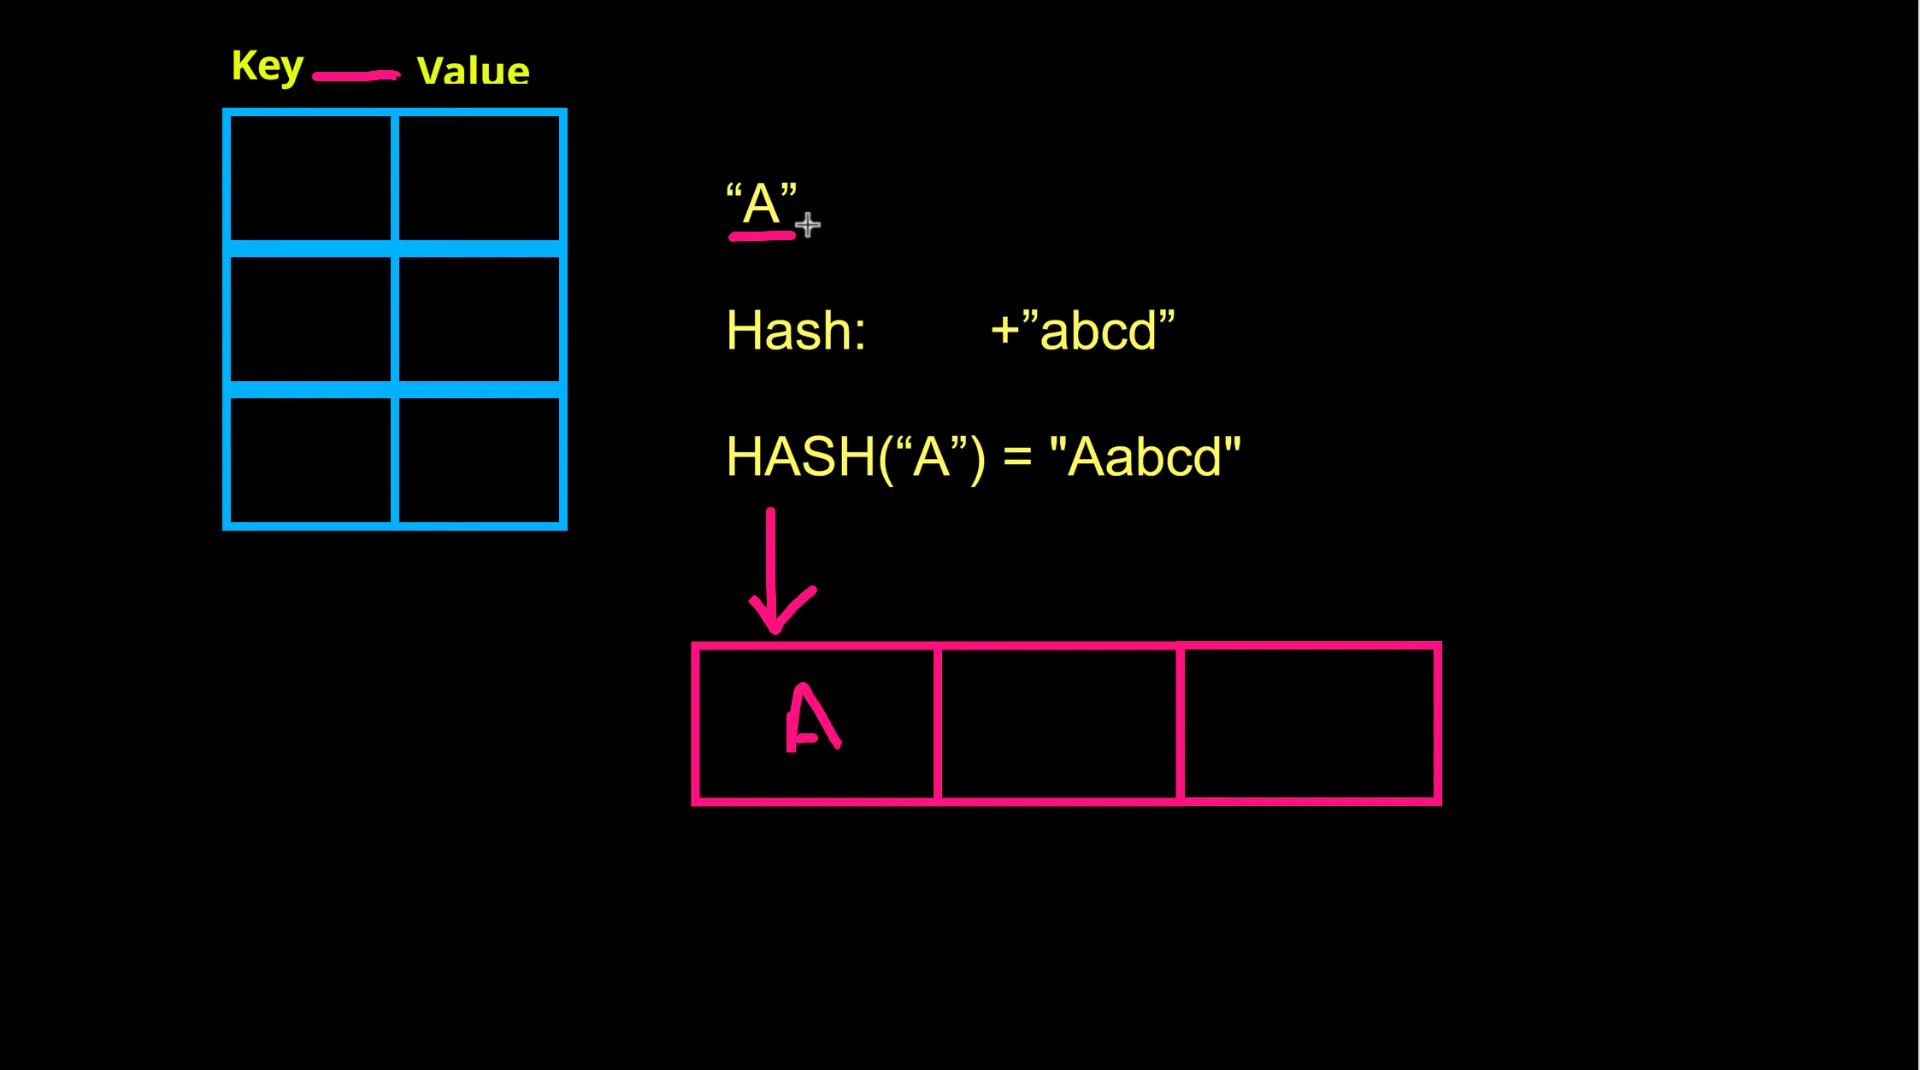 Key Value
“A”
Hash: +”abcd”
HASH(“A”) = "Aabcd"
A